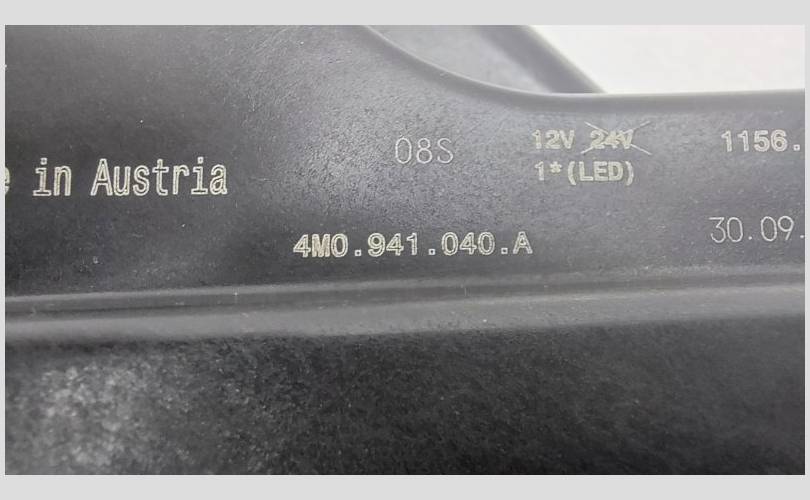 08S
12V 24V
1*(LED)
1156.
in Austria
4M0.941.040.A
30.09.